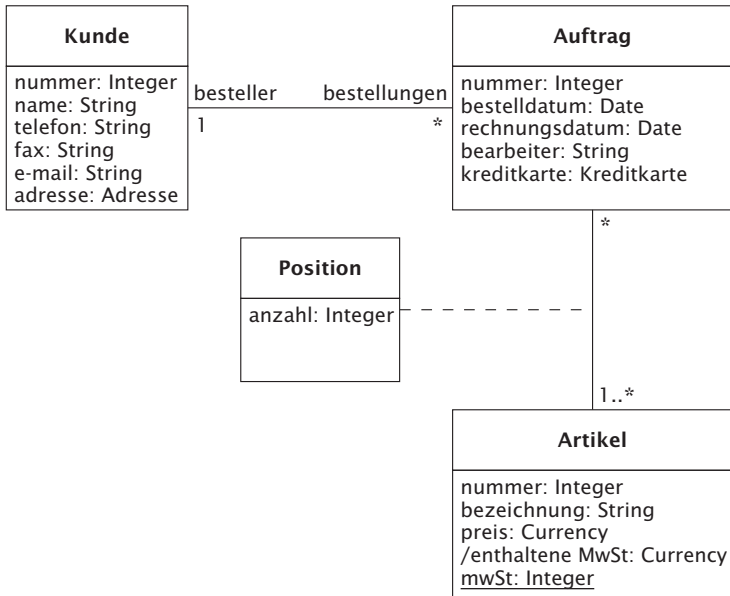 Kunde
nummer: Integer
name: String
telefon: String
fax: String
e-mail: String
adresse: Adresse
besteller
bestellungen
1
*
Auftrag
nummer: Integer
bestelldatum: Date
rechnungsdatum: Date
bearbeiter: String
kreditkarte: Kreditkarte
*
Position
anzahl: Integer
1..*
Artikel
nummer: Integer
bezeichnung: String
preis: Currency
/enthaltene MwSt: Currency
mwSt: Integer